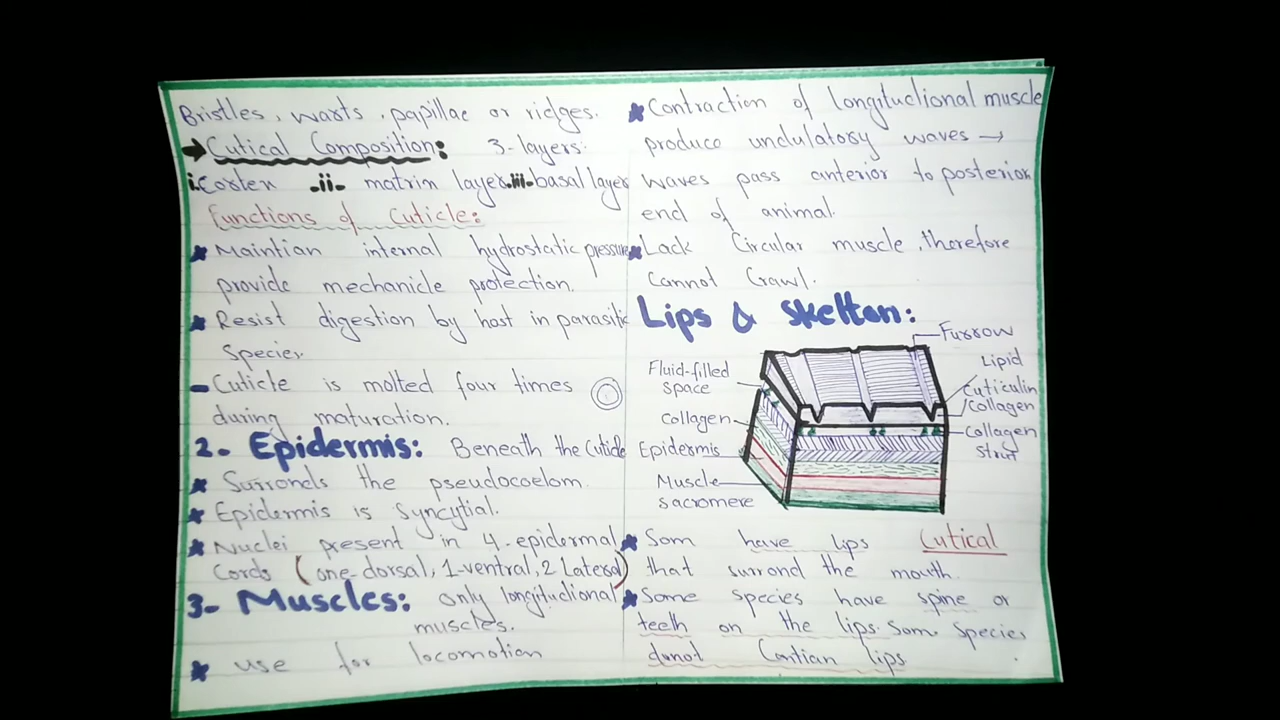 Bristles, warts, papillae or ridges.
→ Cutical Composition: 3-layers:
i. Cortex -ii- matrix layer. iii- basal layer
Functions of Cuticle:
★ Maintian internal hydrostatic pressure
provide mechanicle protection.
★ Resist digestion by host in parasitic
Species
- Cuticle is molted four times
during maturation.
2- Epidermis: Beneath the Cuticle
★ Surronds the pseudocoelom.
★ Epidermis is Syncytial.
★ Nuclei present in 4-epidermal
Cords (one-dorsal, 1-ventral, 2 Lateral)
3- Muscles: only longitudional
muscles.
★ use for locomotion
★ Contraction of longitudional muscle
produce undulatory waves →
waves pass anterior to posterior
end of animal.
★ Lack Circular muscle, therefore
Cannot Crawl.
Lips & skelton:
Furrow
Lipid
Cuticulin
Collagen
Collagen
strut
Fluid-filled
space
Collagen
Epidermis
Muscle
sacromere
Cutical
★ Som have lips
that surrond the mouth.
★ Some species have spine or
teeth on the lips. Som Species
donot Contian lips